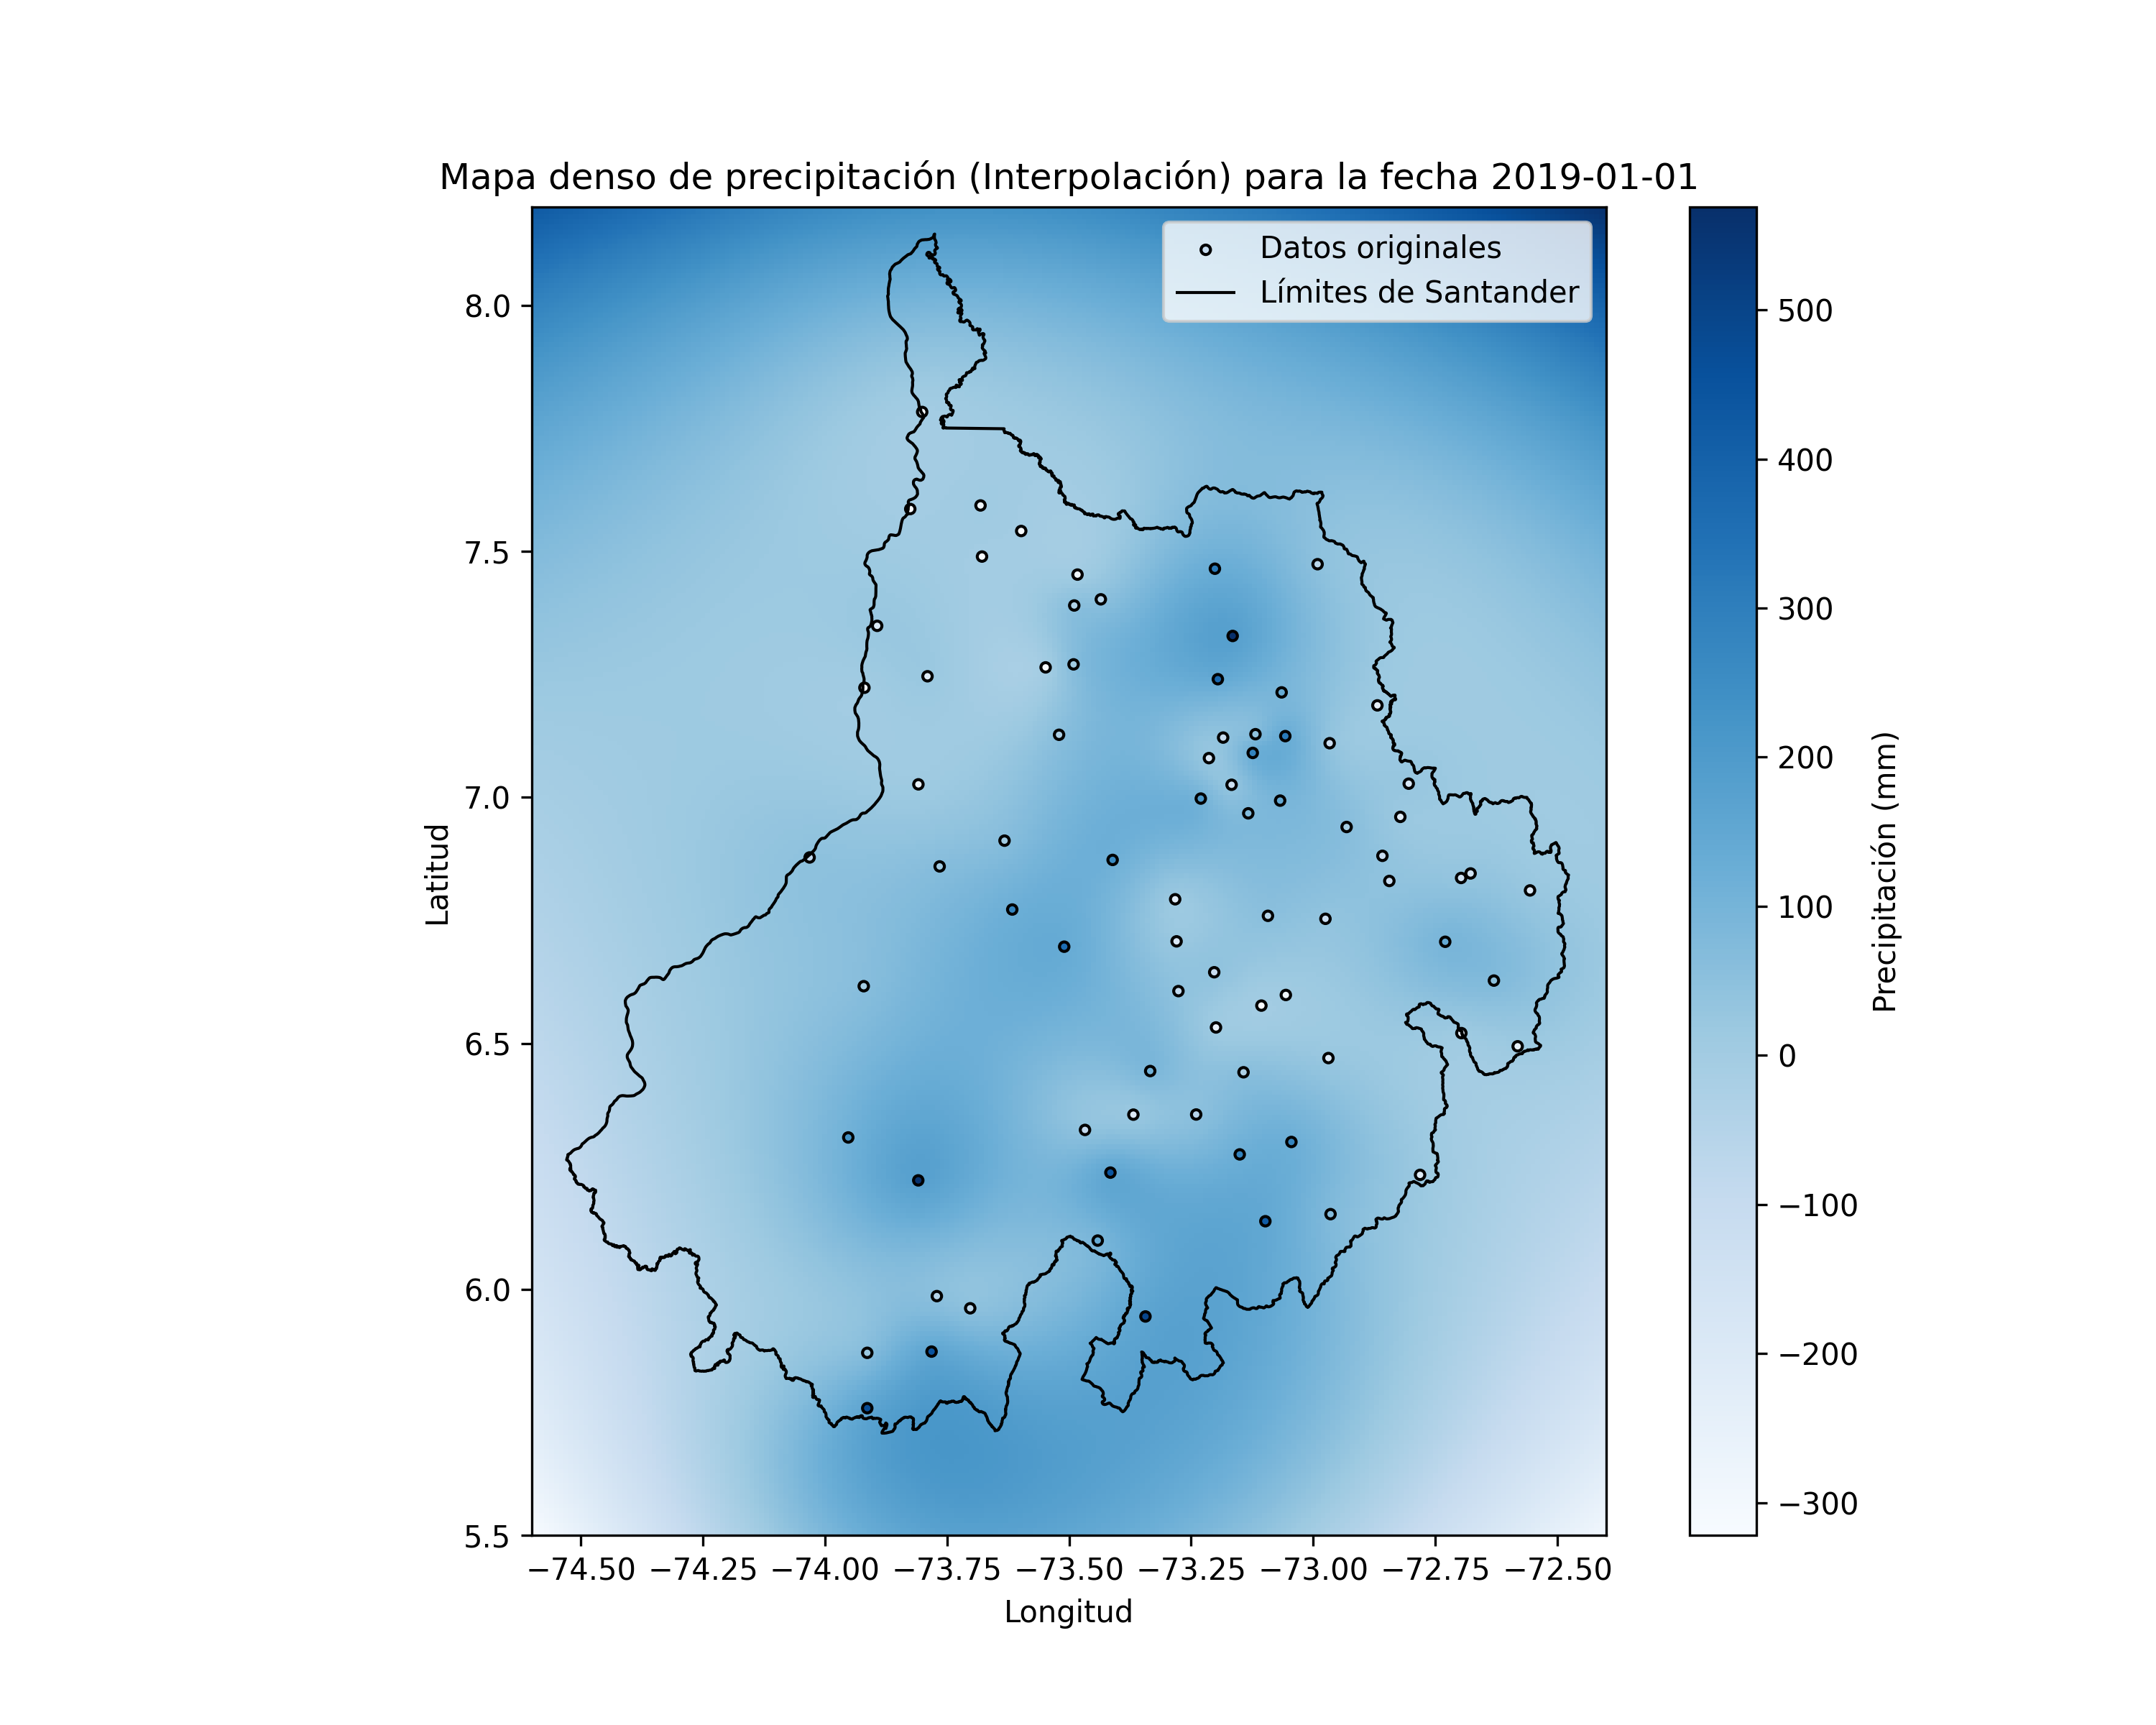 Mapa denso de precipitación (Interpolación) para la fecha 2019-01-01
Datos originales
Límites de Santander
8.0
7.5
7.0
6.5
6.0
5.5
Latitud
−74.50 −74.25 −74.00 −73.75 −73.50 −73.25 −73.00 −72.75 −72.50
Longitud
500
400
300
200
100
0
−100
−200
−300
Precipitación (mm)